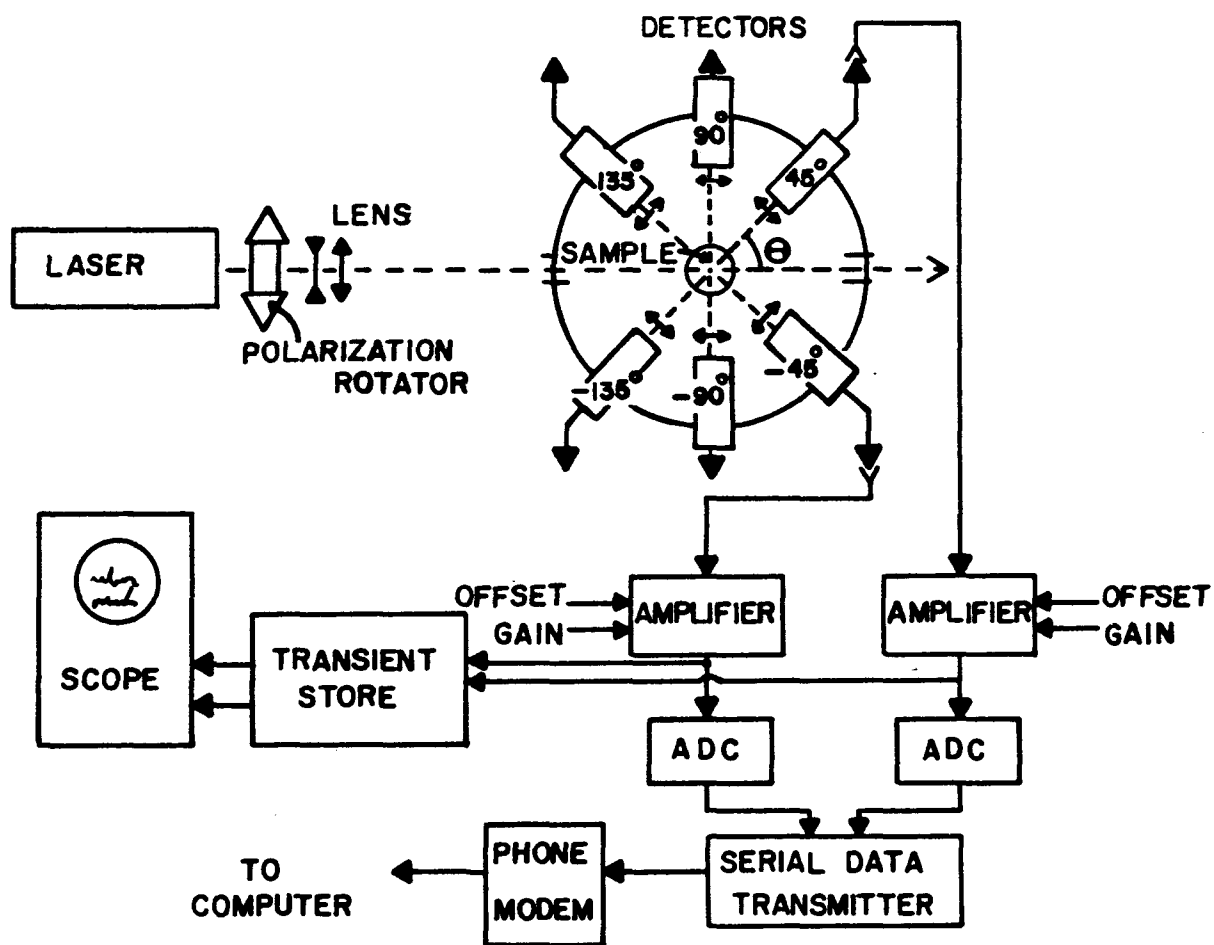 DETECTORS
135°
90°
45°
LENS
LASER
SAMPLE
Θ
POLARIZATION
ROTATOR
-135°
-90°
-45°
OFFSET
GAIN
AMPLIFIER
AMPLIFIER
OFFSET
GAIN
SCOPE
TRANSIENT
STORE
ADC
ADC
TO
COMPUTER
PHONE
MODEM
SERIAL DATA
TRANSMITTER